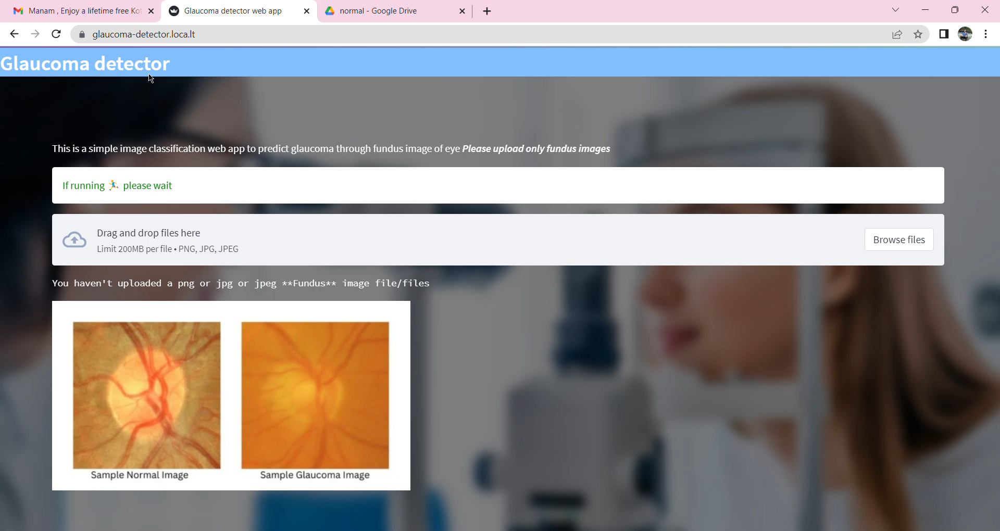 Manam , Enjoy a lifetime free Kot
Glaucoma detector web app
normal - Google Drive
glaucoma-detector.loca.lt
Glaucoma detector
This is a simple image classification web app to predict glaucoma through fundus image of eye Please upload only fundus images
If running 🏃 please wait
Drag and drop files here
Limit 200MB per file • PNG, JPG, JPEG
Browse files
You haven't uploaded a png or jpg or jpeg **Fundus** image file/files
Sample Normal Image
Sample Glaucoma Image